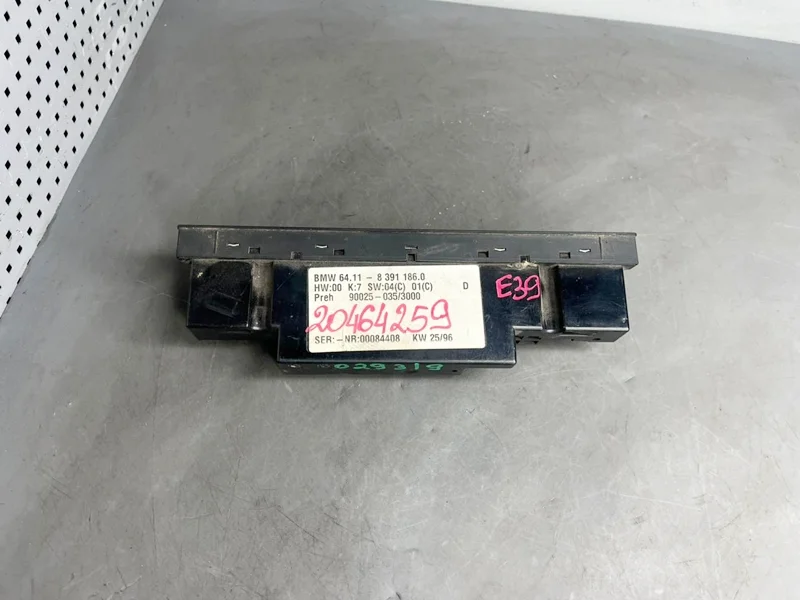 BMW 64.11 - 8 391 186.0
HW:00 K:7 SW:04(C) 01(C) D
Preh 90025-035/3000
20464259
SER:-NR:00084408 KW 25/96
E39
029319